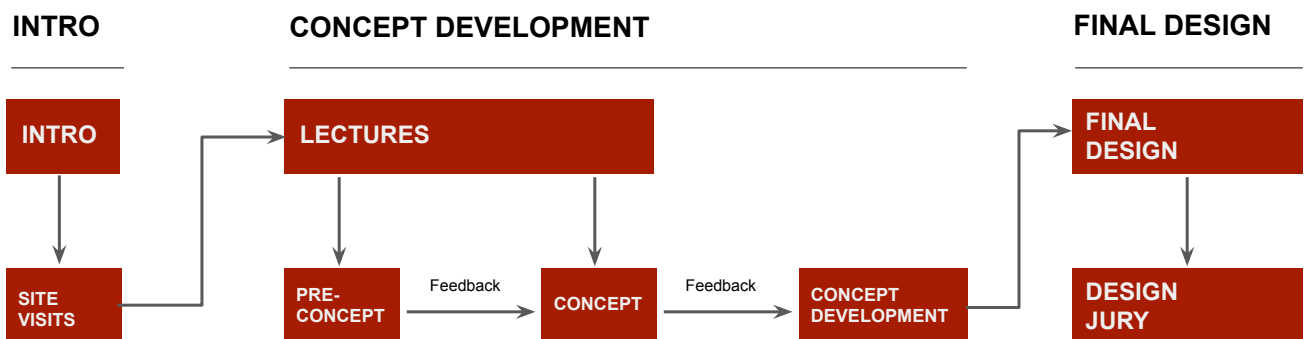 INTRO
CONCEPT DEVELOPMENT
FINAL DESIGN
INTRO
LECTURES
FINAL
DESIGN
SITE
VISITS
PRE-
CONCEPT
Feedback
CONCEPT
Feedback
CONCEPT
DEVELOPMENT
DESIGN
JURY